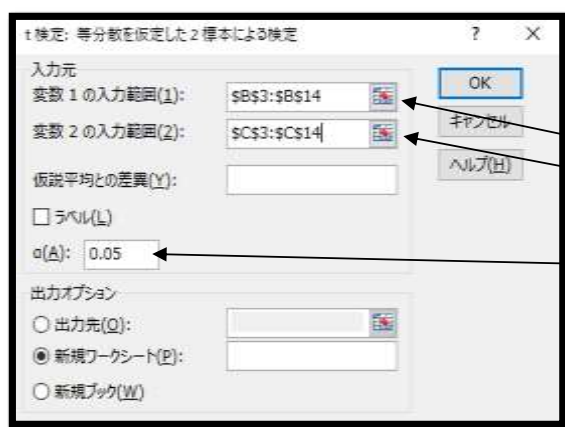 t検定: 等分散を仮定した2標本による検定
? ×
入力元
変数 1 の入力範囲(1): $B$3:$B$14
OK
変数 2 の入力範囲(2): $C$3:$C$14
キャンセル
仮説平均との差異(Y):
ヘルプ(H)
ラベル(L)
α(A): 0.05
出力オプション
出力先(O):
新規ワークシート(P):
新規ブック(W)